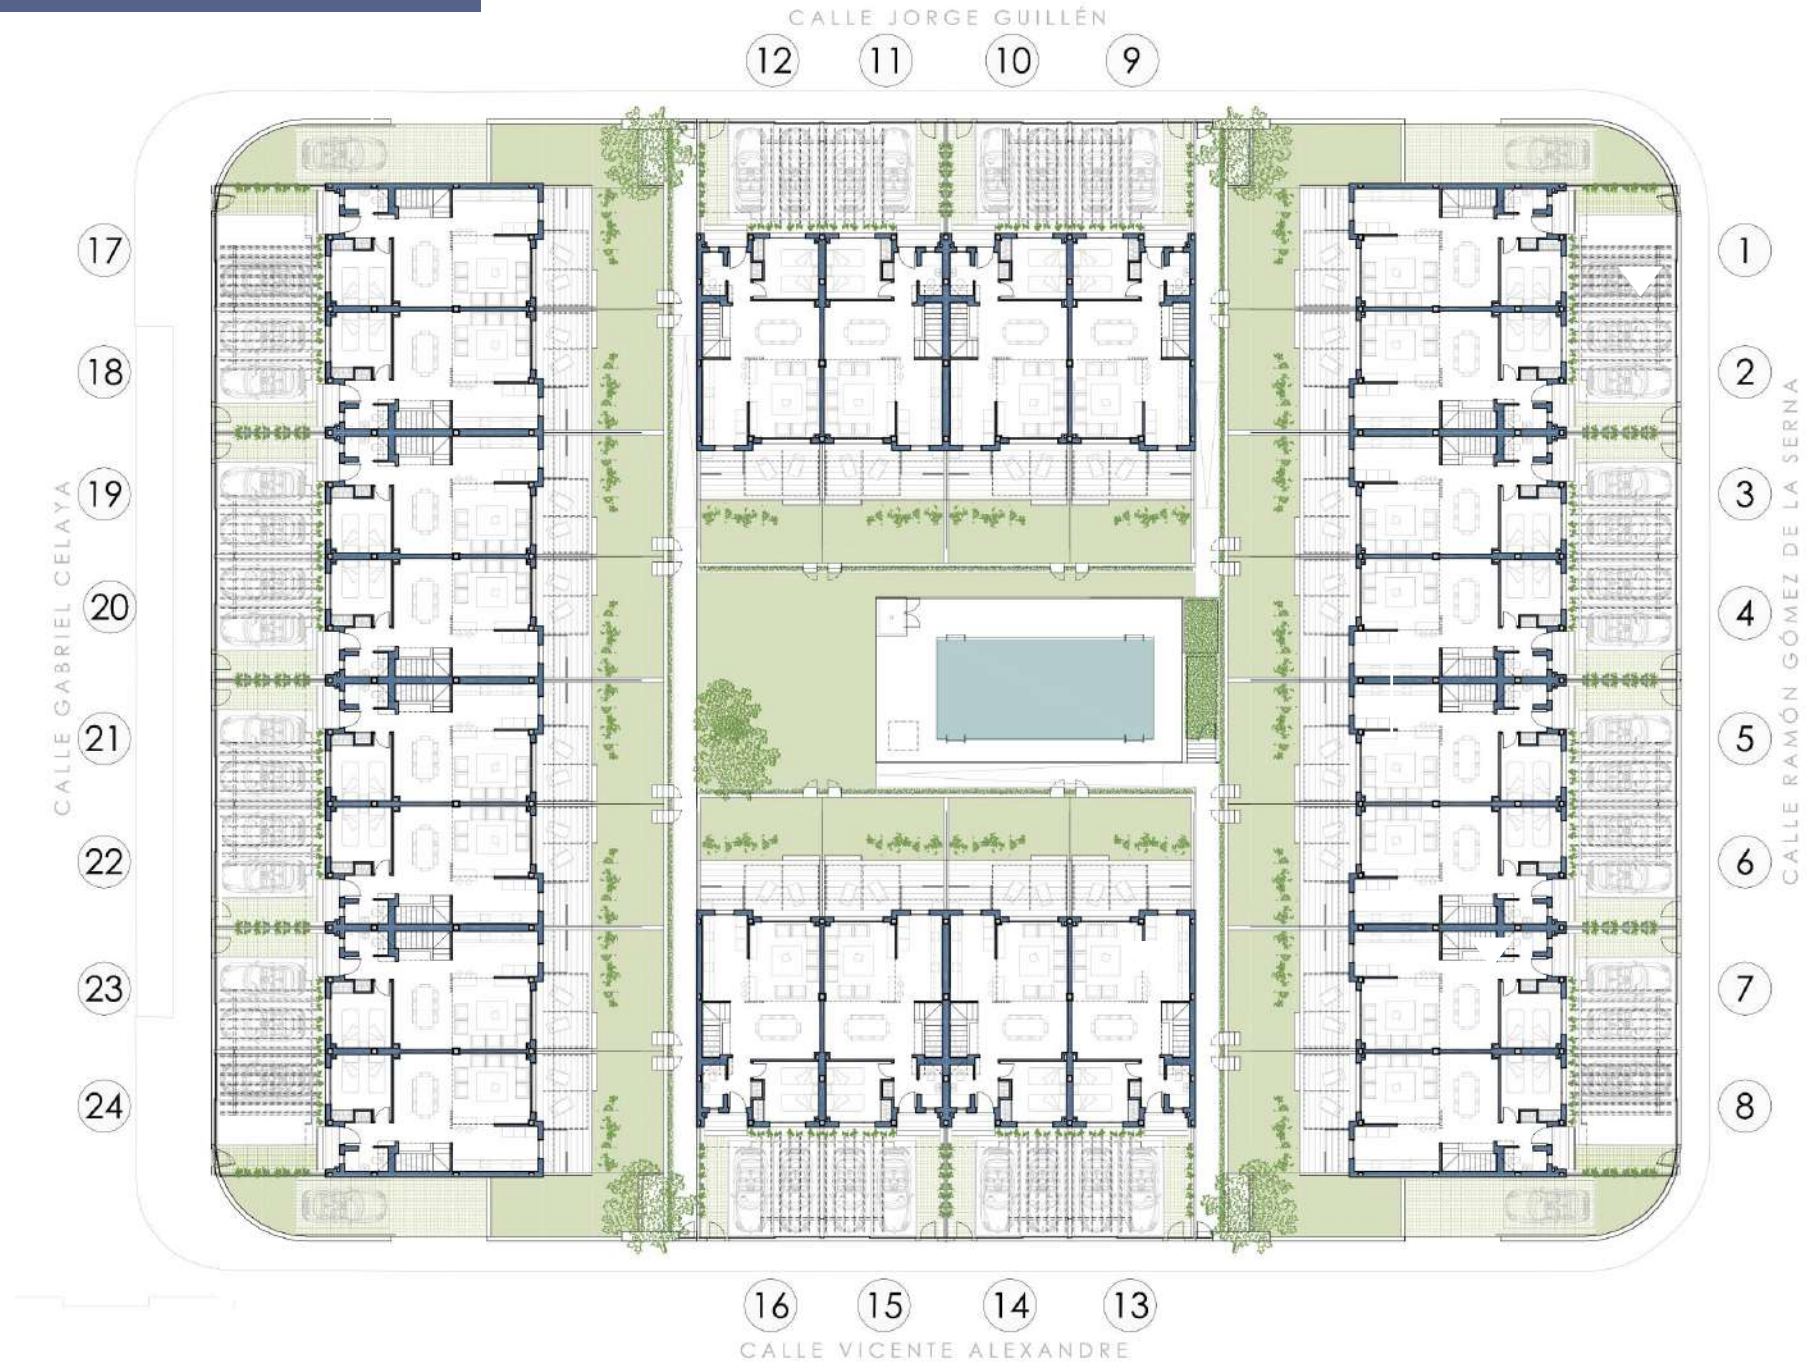 CALLE JORGE GUILLÉN
12 11 10 9
17
18
19
20
21
22
23
24
CALLE GABRIEL CELAYA
1
2
3
4
5
6
7
8
CALLE RAMÓN GÓMEZ DE LA SERNA
16 15 14 13
CALLE VICENTE ALEXANDRE